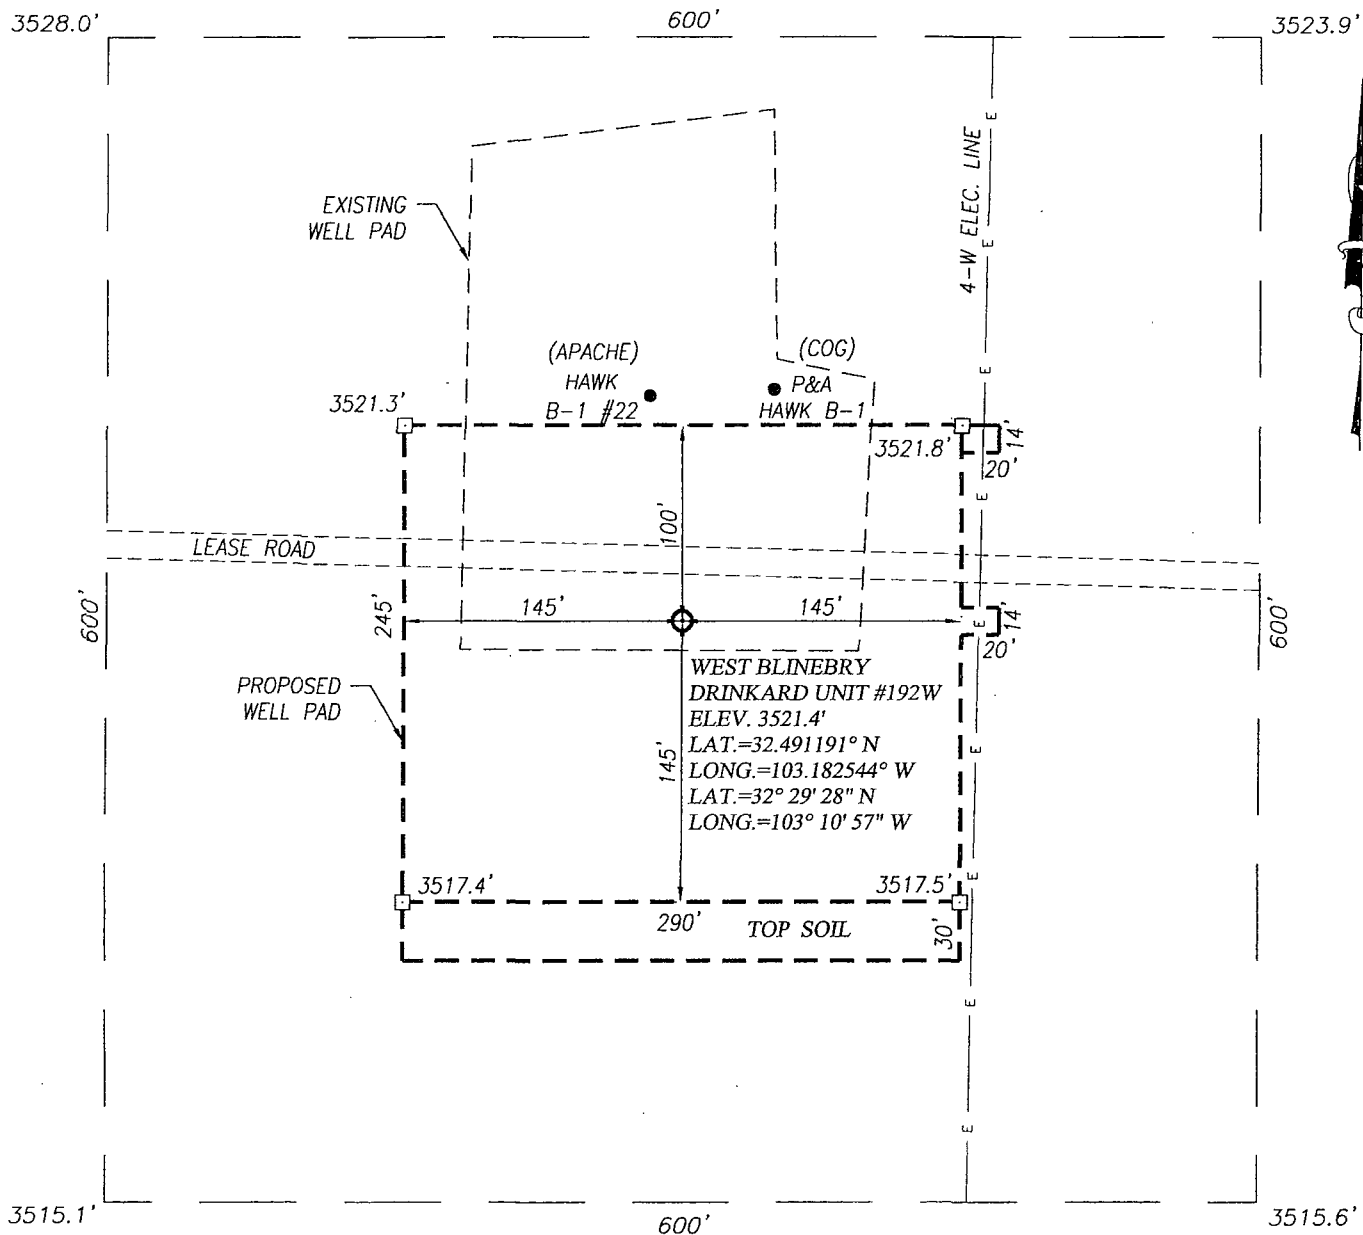 3528.0'
600'
3523.9'
4-W ELEC. LINE
E
E
EXISTING
WELL PAD
(APACHE)
HAWK
B-1 #22
(COG)
P&A
HAWK B-1
E
3521.3'
3521.8'
14'
20'
E
100'
LEASE ROAD
600'
245'
145'
145'
E
14'
20'
600'
PROPOSED
WELL PAD
WEST BLINEBRY
DRINKARD UNIT #192W
ELEV. 3521.4'
LAT.=32.491191° N
LONG.=103.182544° W
LAT.=32° 29' 28" N
LONG.=103° 10' 57" W
145'
E
3517.4'
3517.5'
E
290'
TOP SOIL
30'
E
E
3515.1'
600'
3515.6'